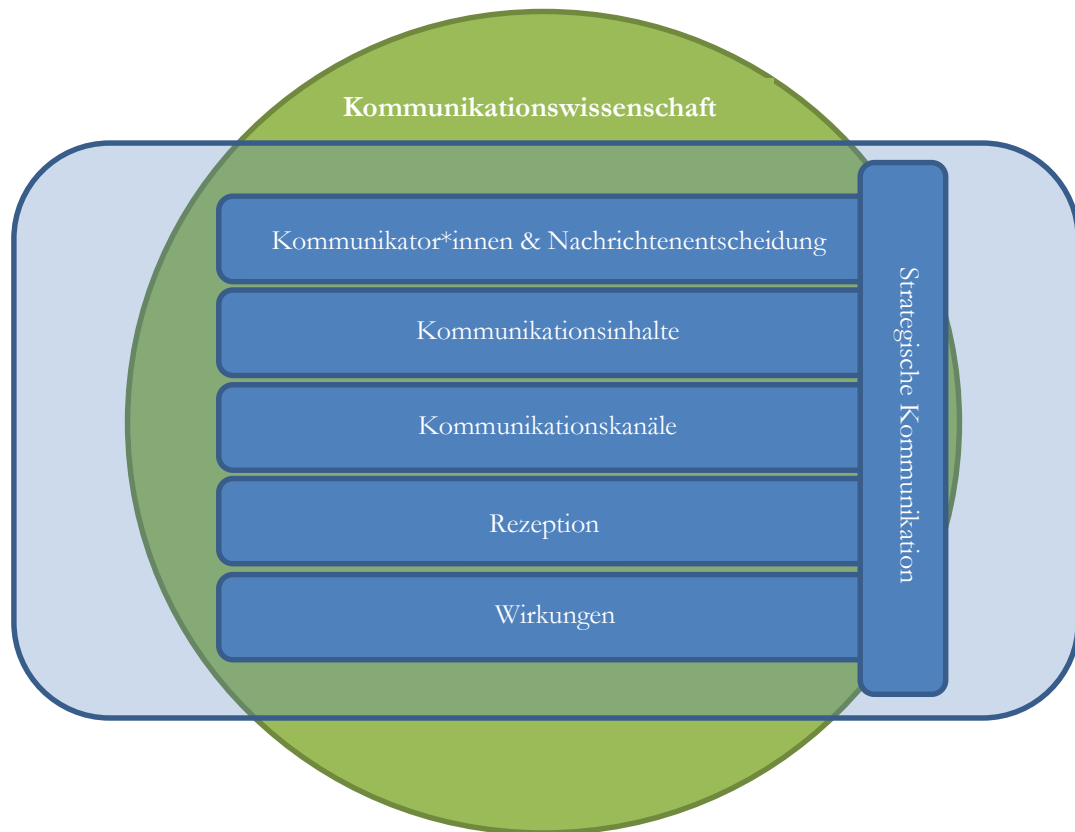 Kommunikationswissenschaft
Kommunikator*innen & Nachrichtenentscheidung
Kommunikationsinhalte
Kommunikationskanäle
Rezeption
Wirkungen
Strategische Kommunikation